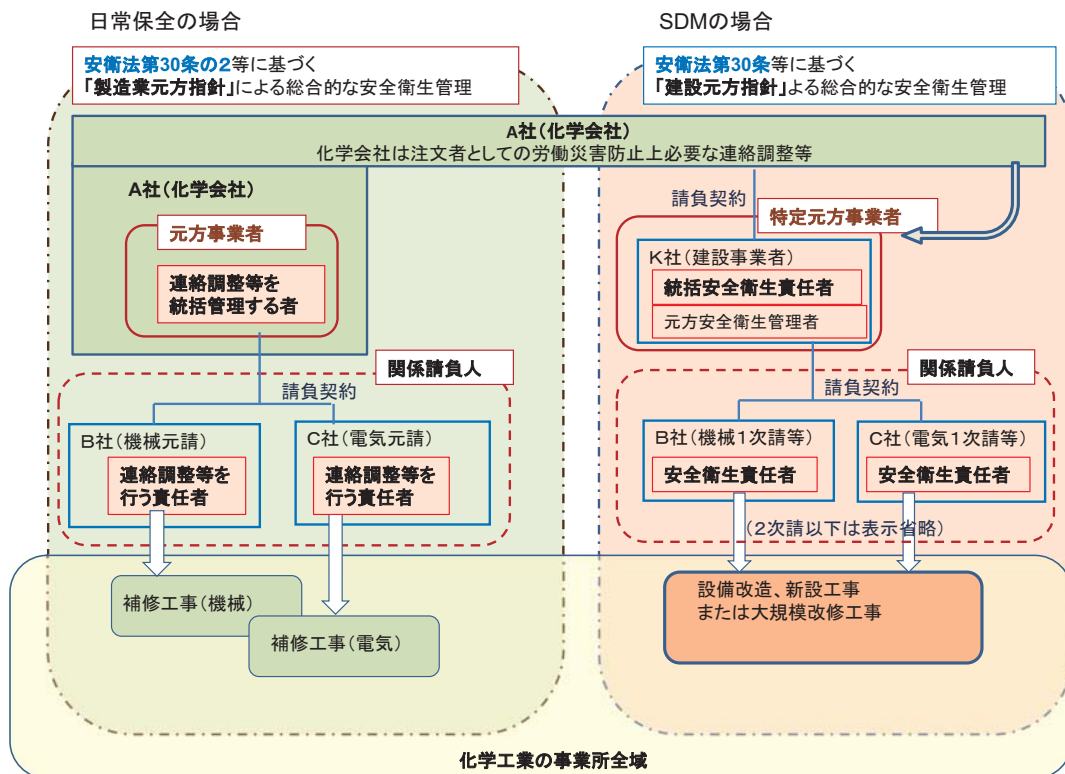 日常保全の場合
安衛法第30条の2等に基づく
「製造業元方指針」による総合的な安全衛生管理
SDMの場合
安衛法第30条等に基づく
「建設元方指針」よる総合的な安全衛生管理
A社(化学会社)
化学会社は注文者としての労働災害防止上必要な連絡調整等
A社(化学会社)
元方事業者
連絡調整等を
統括管理する者
関係請負人
請負契約
B社(機械元請)
連絡調整等を
行う責任者
C社(電気元請)
連絡調整等を
行う責任者
補修工事(機械)
補修工事(電気)
請負契約
特定元方事業者
K社(建設事業者)
統括安全衛生責任者
元方安全衛生管理者
関係請負人
請負契約
B社(機械1次請等)
安全衛生責任者
C社(電気1次請等)
安全衛生責任者
(2次請以下は表示省略)
設備改造、新設工事
または大規模改修工事
化学工業の事業所全域